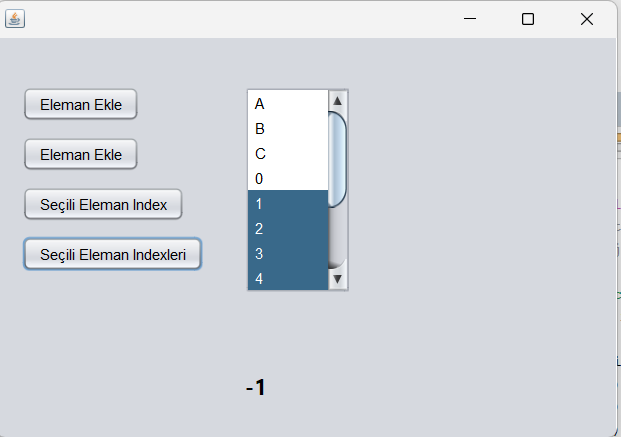 Eleman Ekle
Eleman Ekle
Seçili Eleman Index
Seçili Eleman Indexleri
A
B
C
0
1
2
3
4
-1